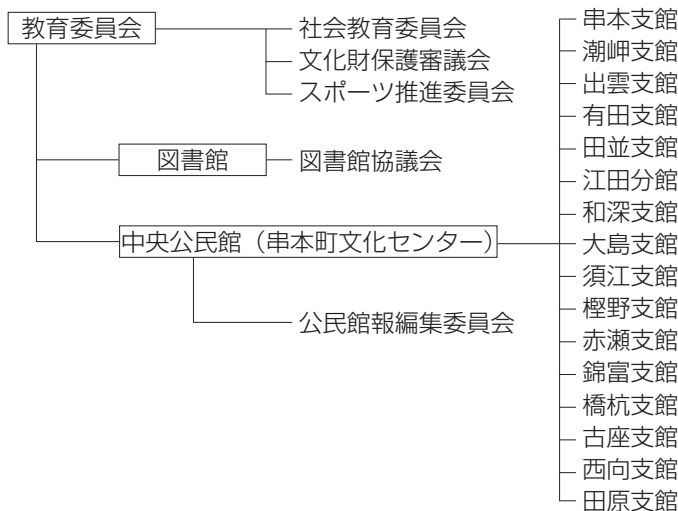 教育委員会
社会教育委員会
文化財保護審議会
スポーツ推進委員会
図書館
図書館協議会
中央公民館（串本町文化センター）
公民館報編集委員会
串本支館
潮岬支館
出雲支館
有田支館
田並支館
江田分館
和深支館
大島支館
須江支館
樫野支館
赤瀬支館
錦富支館
橋杭支館
古座支館
西向支館
田原支館